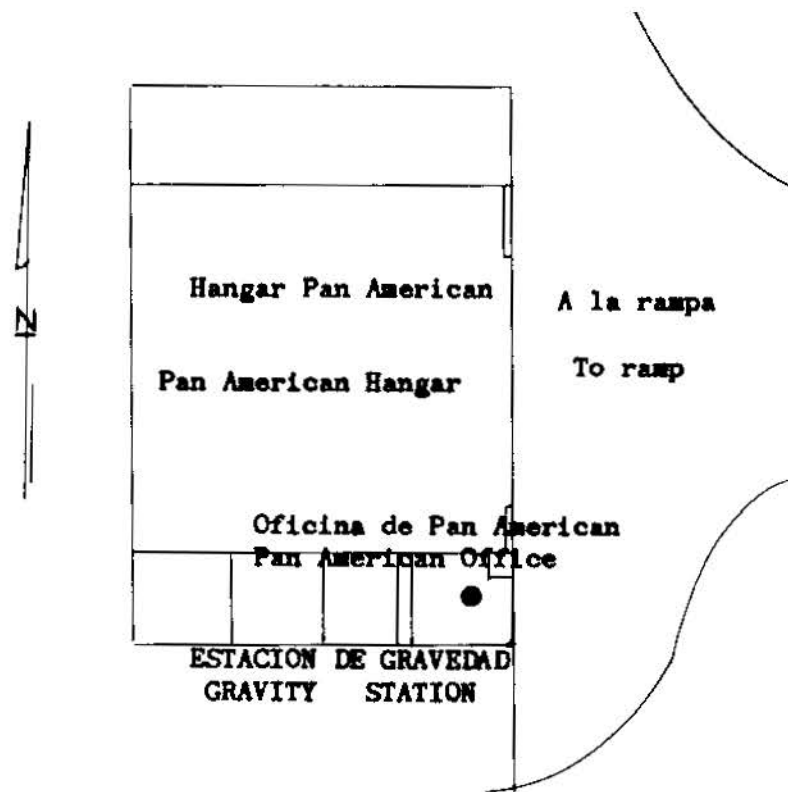 Hangar Pan American
A la rampa
Pan American Hangar
To ramp
N
Oficina de Pan American
Pan American Office
ESTACION DE GRAVEDAD
GRAVITY STATION